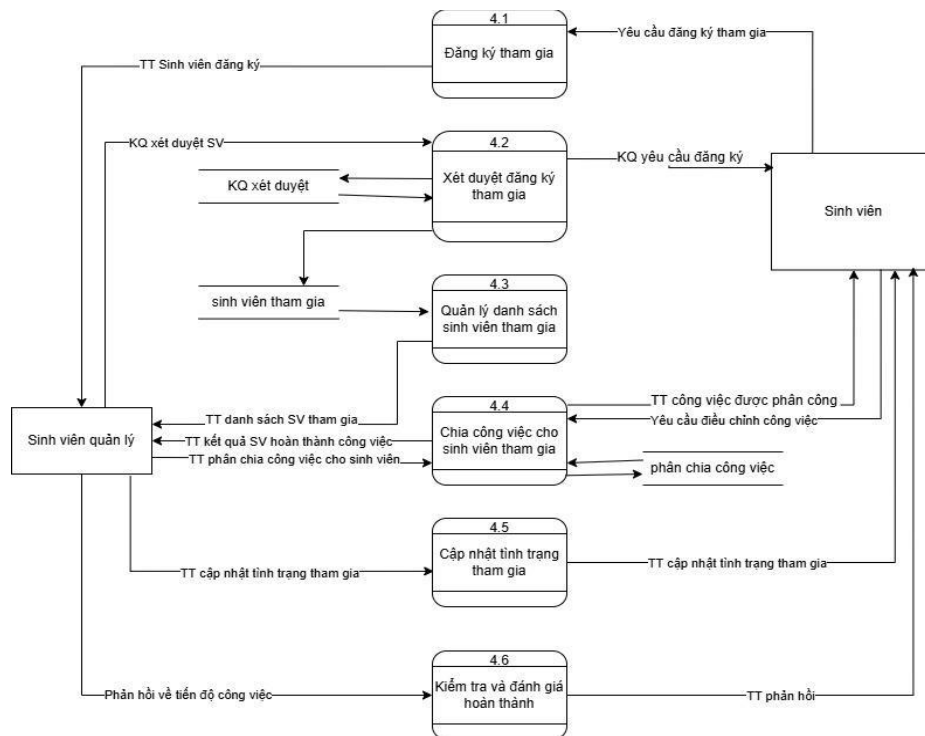 4.1
Đăng ký tham gia
Yêu cầu đăng ký tham gia
TT Sinh viên đăng ký
KQ xét duyệt SV
4.2
Xét duyệt đăng ký
tham gia
KQ yêu cầu đăng ký
KQ xét duyệt
Sinh viên
sinh viên tham gia
4.3
Quản lý danh sách
sinh viên tham gia
TT danh sách SV tham gia
4.4
Chia công việc cho
sinh viên tham gia
TT công việc được phân công
Yêu cầu điều chỉnh công việc
Sinh viên quản lý
TT kết quả SV hoàn thành công việc
TT phân chia công việc cho sinh viên
phân chia công việc
4.5
Cập nhật tình trạng
tham gia
TT cập nhật tình trạng tham gia
TT cập nhật tình trạng tham gia
4.6
Kiểm tra và đánh giá
hoàn thành
Phản hồi về tiến độ công việc
TT phản hồi